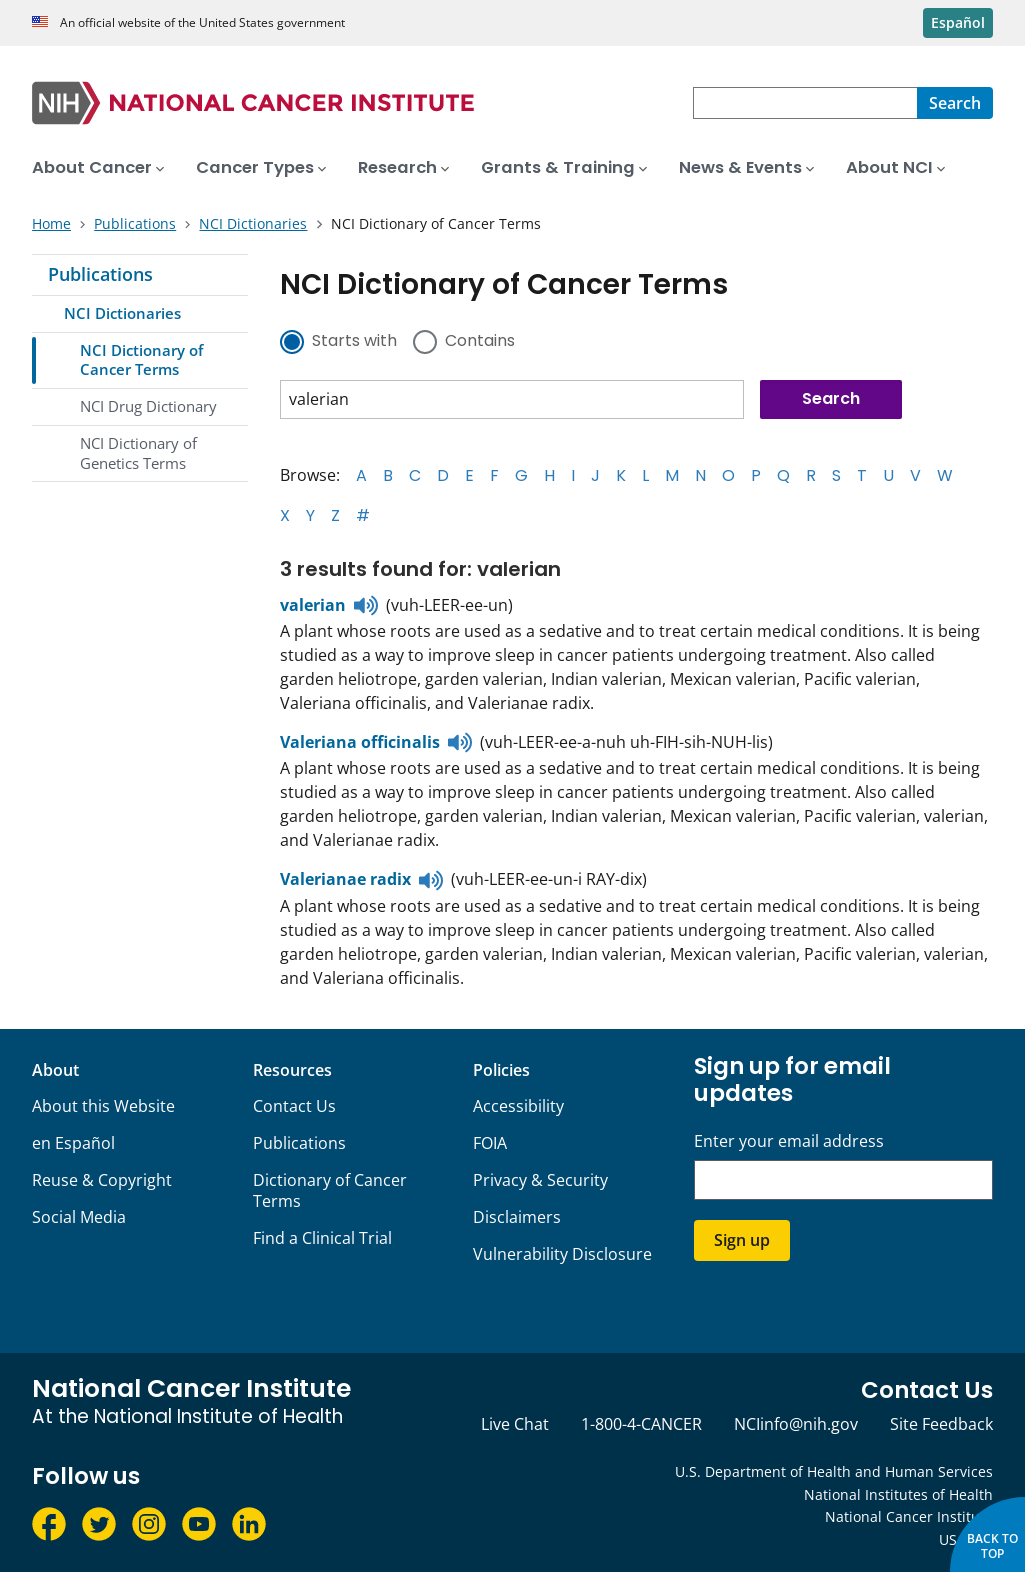 An official website of the United States government
Español
NIH NATIONAL CANCER INSTITUTE
Search
About Cancer Cancer Types Research Grants & Training News & Events About NCI
Home Publications NCI Dictionaries NCI Dictionary of Cancer Terms
Publications
NCI Dictionaries
NCI Dictionary of
Cancer Terms
NCI Drug Dictionary
NCI Dictionary of
Genetics Terms
NCI Dictionary of Cancer Terms
Starts with Contains
valerian Search
Browse: A B C D E F G H I J K L M N O P Q R S T U V W
X Y Z #
3 results found for: valerian
valerian (vuh-LEER-ee-un)
A plant whose roots are used as a sedative and to treat certain medical conditions. It is being
studied as a way to improve sleep in cancer patients undergoing treatment. Also called
garden heliotrope, garden valerian, Indian valerian, Mexican valerian, Pacific valerian,
Valeriana officinalis, and Valerianae radix.
Valeriana officinalis (vuh-LEER-ee-a-nuh uh-FIH-sih-NUH-lis)
A plant whose roots are used as a sedative and to treat certain medical conditions. It is being
studied as a way to improve sleep in cancer patients undergoing treatment. Also called
garden heliotrope, garden valerian, Indian valerian, Mexican valerian, Pacific valerian, valerian,
and Valerianae radix.
Valerianae radix (vuh-LEER-ee-un-i RAY-dix)
A plant whose roots are used as a sedative and to treat certain medical conditions. It is being
studied as a way to improve sleep in cancer patients undergoing treatment. Also called
garden heliotrope, garden valerian, Indian valerian, Mexican valerian, Pacific valerian, valerian,
and Valeriana officinalis.
About
About this Website
en Español
Reuse & Copyright
Social Media
Resources
Contact Us
Publications
Dictionary of Cancer
Terms
Find a Clinical Trial
Policies
Accessibility
FOIA
Privacy & Security
Disclaimers
Vulnerability Disclosure
Sign up for email
updates
Enter your email address
Sign up
National Cancer Institute
At the National Institute of Health
Contact Us
Live Chat 1-800-4-CANCER NCIinfo@nih.gov Site Feedback
Follow us
U.S. Department of Health and Human Services
National Institutes of Health
National Cancer
BACK TO
TOP